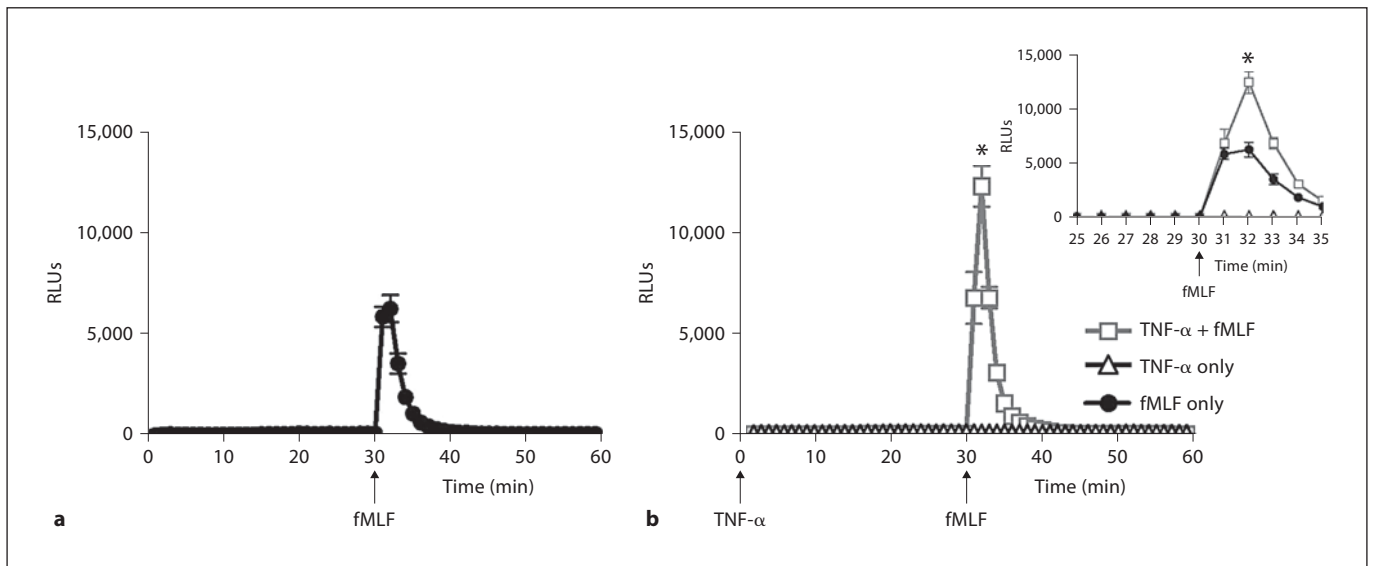 15,000
10,000
5,000
0
RLUs
0 10 20 30 40 50 60
Time (min)
fMLF
a
15,000
10,000
5,000
0
RLUs
*
0 10 20 30 40 50 60
Time (min)
TNF-α
fMLF
b
15,000
10,000
5,000
0
RLUs
*
25 26 27 28 29 30 31 32 33 34 35
Time (min)
fMLF
TNF-α + fMLF
TNF-α only
fMLF only